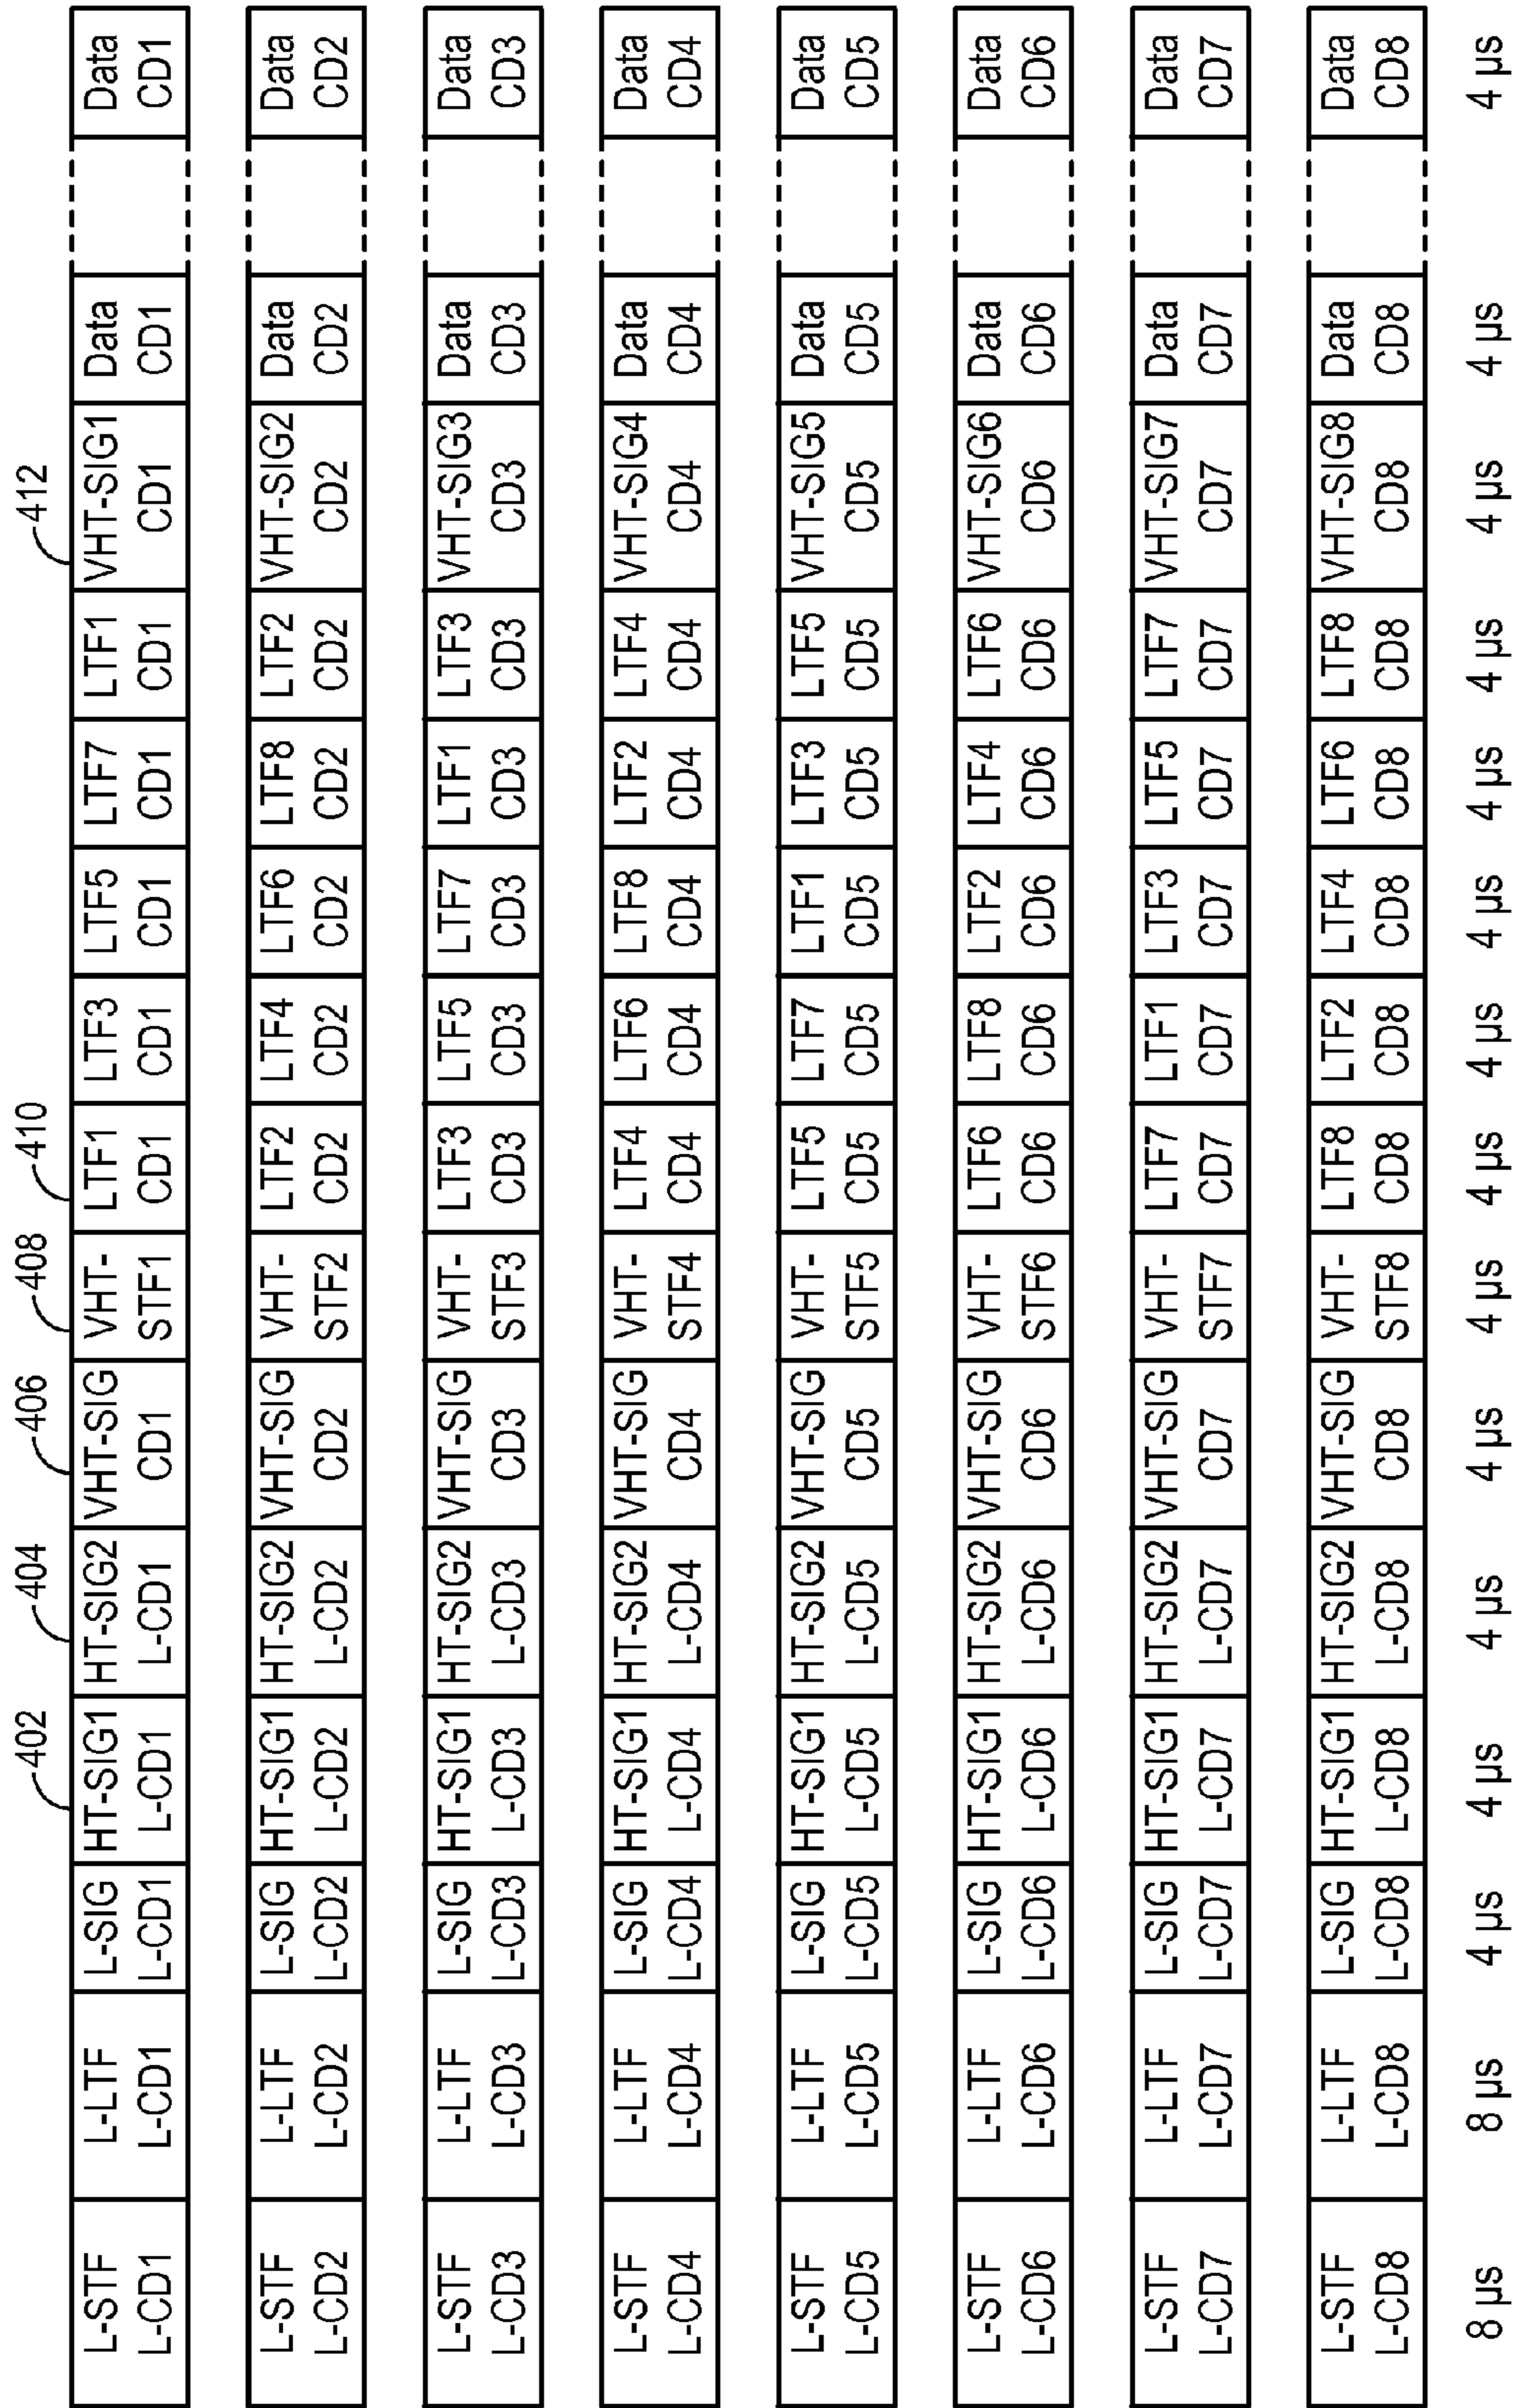 402 404 406 408 410 412
L-STF L-LTF L-SIG HT-SIG1 HT-SIG2 VHT-SIG VHT- LTF1 LTF3 LTF5 LTF7 LTF1 VHT-SIG1 Data Data
L-CD1 L-CD1 L-CD1 L-CD1 L-CD1 CD1 STF1 CD1 CD1 CD1 CD1 CD1 CD1 CD1 CD1
L-STF L-LTF L-SIG HT-SIG1 HT-SIG2 VHT-SIG VHT- LTF2 LTF4 LTF6 LTF8 LTF2 VHT-SIG2 Data Data
L-CD2 L-CD2 L-CD2 L-CD2 L-CD2 CD2 STF2 CD2 CD2 CD2 CD2 CD2 CD2 CD2 CD2
L-STF L-LTF L-SIG HT-SIG1 HT-SIG2 VHT-SIG VHT- LTF3 LTF5 LTF7 LTF1 LTF3 VHT-SIG3 Data Data
L-CD3 L-CD3 L-CD3 L-CD3 L-CD3 CD3 STF3 CD3 CD3 CD3 CD3 CD3 CD3 CD3 CD3
L-STF L-LTF L-SIG HT-SIG1 HT-SIG2 VHT-SIG VHT- LTF4 LTF6 LTF8 LTF2 LTF4 VHT-SIG4 Data Data
L-CD4 L-CD4 L-CD4 L-CD4 L-CD4 CD4 STF4 CD4 CD4 CD4 CD4 CD4 CD4 CD4 CD4
L-STF L-LTF L-SIG HT-SIG1 HT-SIG2 VHT-SIG VHT- LTF5 LTF7 LTF1 LTF3 LTF5 VHT-SIG5 Data Data
L-CD5 L-CD5 L-CD5 L-CD5 L-CD5 CD5 STF5 CD5 CD5 CD5 CD5 CD5 CD5 CD5 CD5
L-STF L-LTF L-SIG HT-SIG1 HT-SIG2 VHT-SIG VHT- LTF6 LTF8 LTF2 LTF4 LTF6 VHT-SIG6 Data Data
L-CD6 L-CD6 L-CD6 L-CD6 L-CD6 CD6 STF6 CD6 CD6 CD6 CD6 CD6 CD6 CD6 CD6
L-STF L-LTF L-SIG HT-SIG1 HT-SIG2 VHT-SIG VHT- LTF7 LTF1 LTF3 LTF5 LTF7 VHT-SIG7 Data Data
L-CD7 L-CD7 L-CD7 L-CD7 L-CD7 CD7 STF7 CD7 CD7 CD7 CD7 CD7 CD7 CD7 CD7
L-STF L-LTF L-SIG HT-SIG1 HT-SIG2 VHT-SIG VHT- LTF8 LTF2 LTF4 LTF6 LTF8 VHT-SIG8 Data Data
L-CD8 L-CD8 L-CD8 L-CD8 L-CD8 CD8 STF8 CD8 CD8 CD8 CD8 CD8 CD8 CD8 CD8
8 µs 8 µs 4 µs 4 µs 4 µs 4 µs 4 µs 4 µs 4 µs 4 µs 4 µs 4 µs 4 µs 4 µs 4 µs